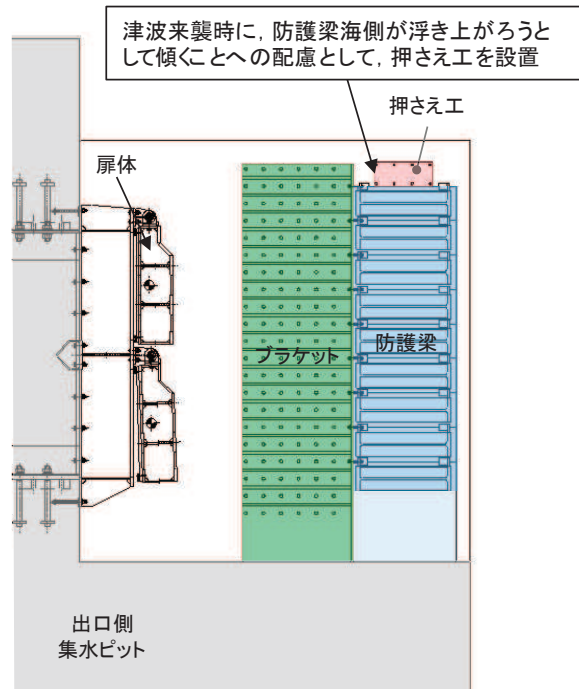 津波来襲時に，防護梁海側が浮き上がろうと
して傾くことへの配慮として，押さえ工を設置
押さえ工
扉体
ブラケット
防護梁
出口側
集水ピット